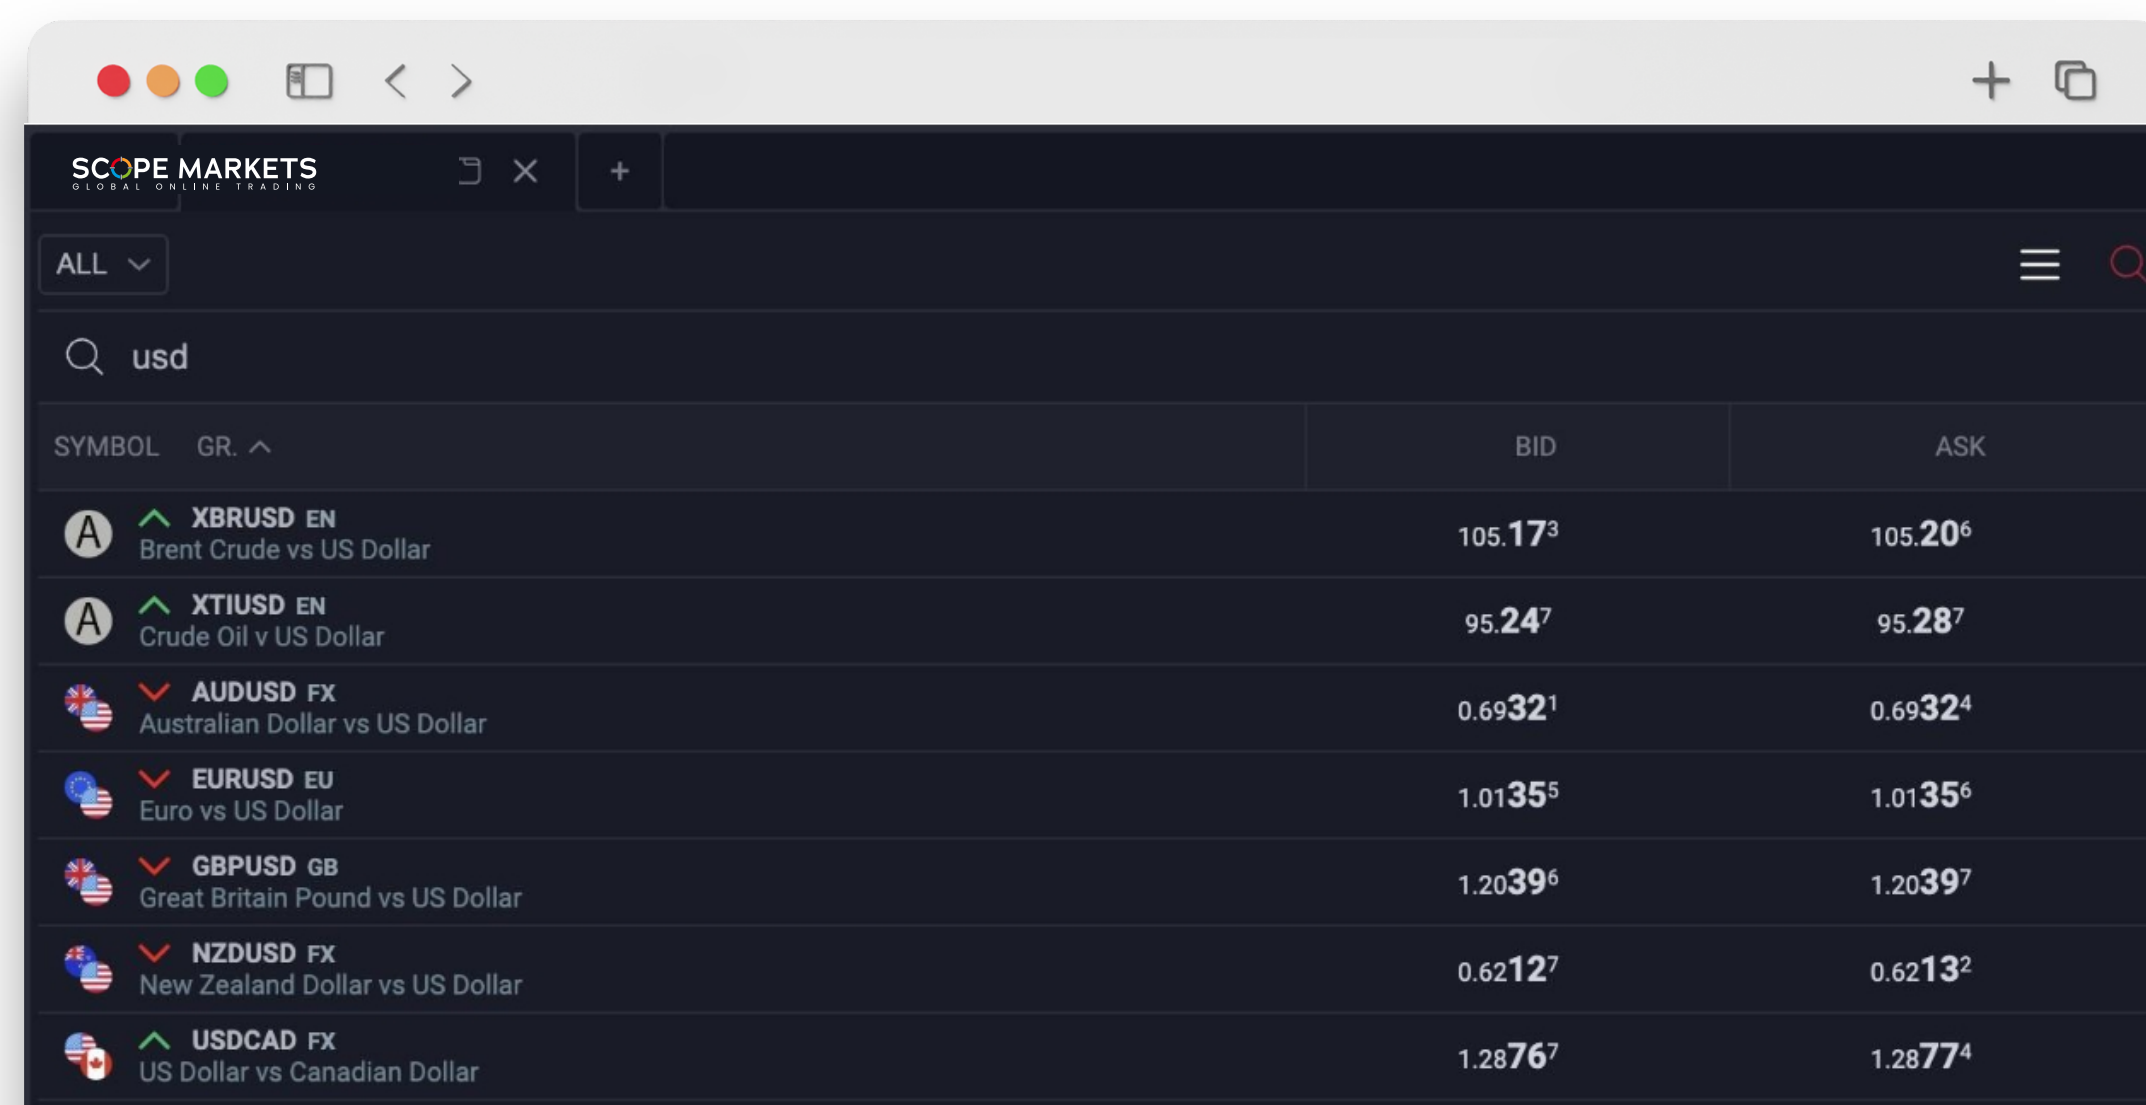 SCOPE MARKETS
GLOBAL ONLINE TRADING
+
ALL
usd
SYMBOL GR. BID ASK
A XBRUSD EN 105.173 105.206
Brent Crude vs US Dollar
A XTIUSD EN 95.247 95.287
Crude Oil v US Dollar
AUDUSD FX 0.69321 0.69324
Australian Dollar vs US Dollar
EURUSD EU 1.01355 1.01356
Euro vs US Dollar
GBPUSD GB 1.20396 1.20397
Great Britain Pound vs US Dollar
NZDUSD FX 0.62127 0.62132
New Zealand Dollar vs US Dollar
USDCAD FX 1.28767 1.28774
US Dollar vs Canadian Dollar